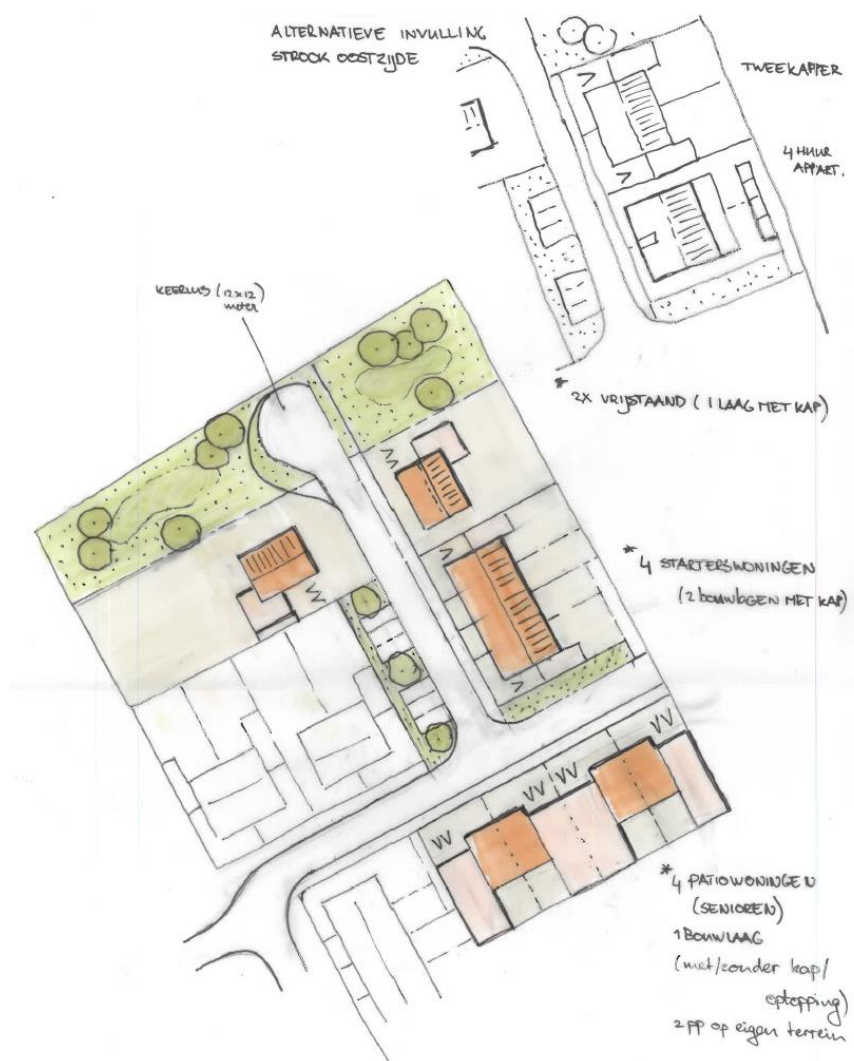 ALTERNATIEVE INVULLING
STROOK OOSTZIJDE
TWEEKAPPER
4 HUUR
APPART.
KEERLUS (12x12)
meter
* 2X VRIJSTAAND (1 LAAG MET KAP)
* 4 STARTERSWONINGEN
(2 BOUWLAGEN MET KAP)
* 4 PATIOWONINGEN
(SENIOREN)
1 BOUWLAAG
(met/zonder kap/
optopping)
2 PP op eigen terrein